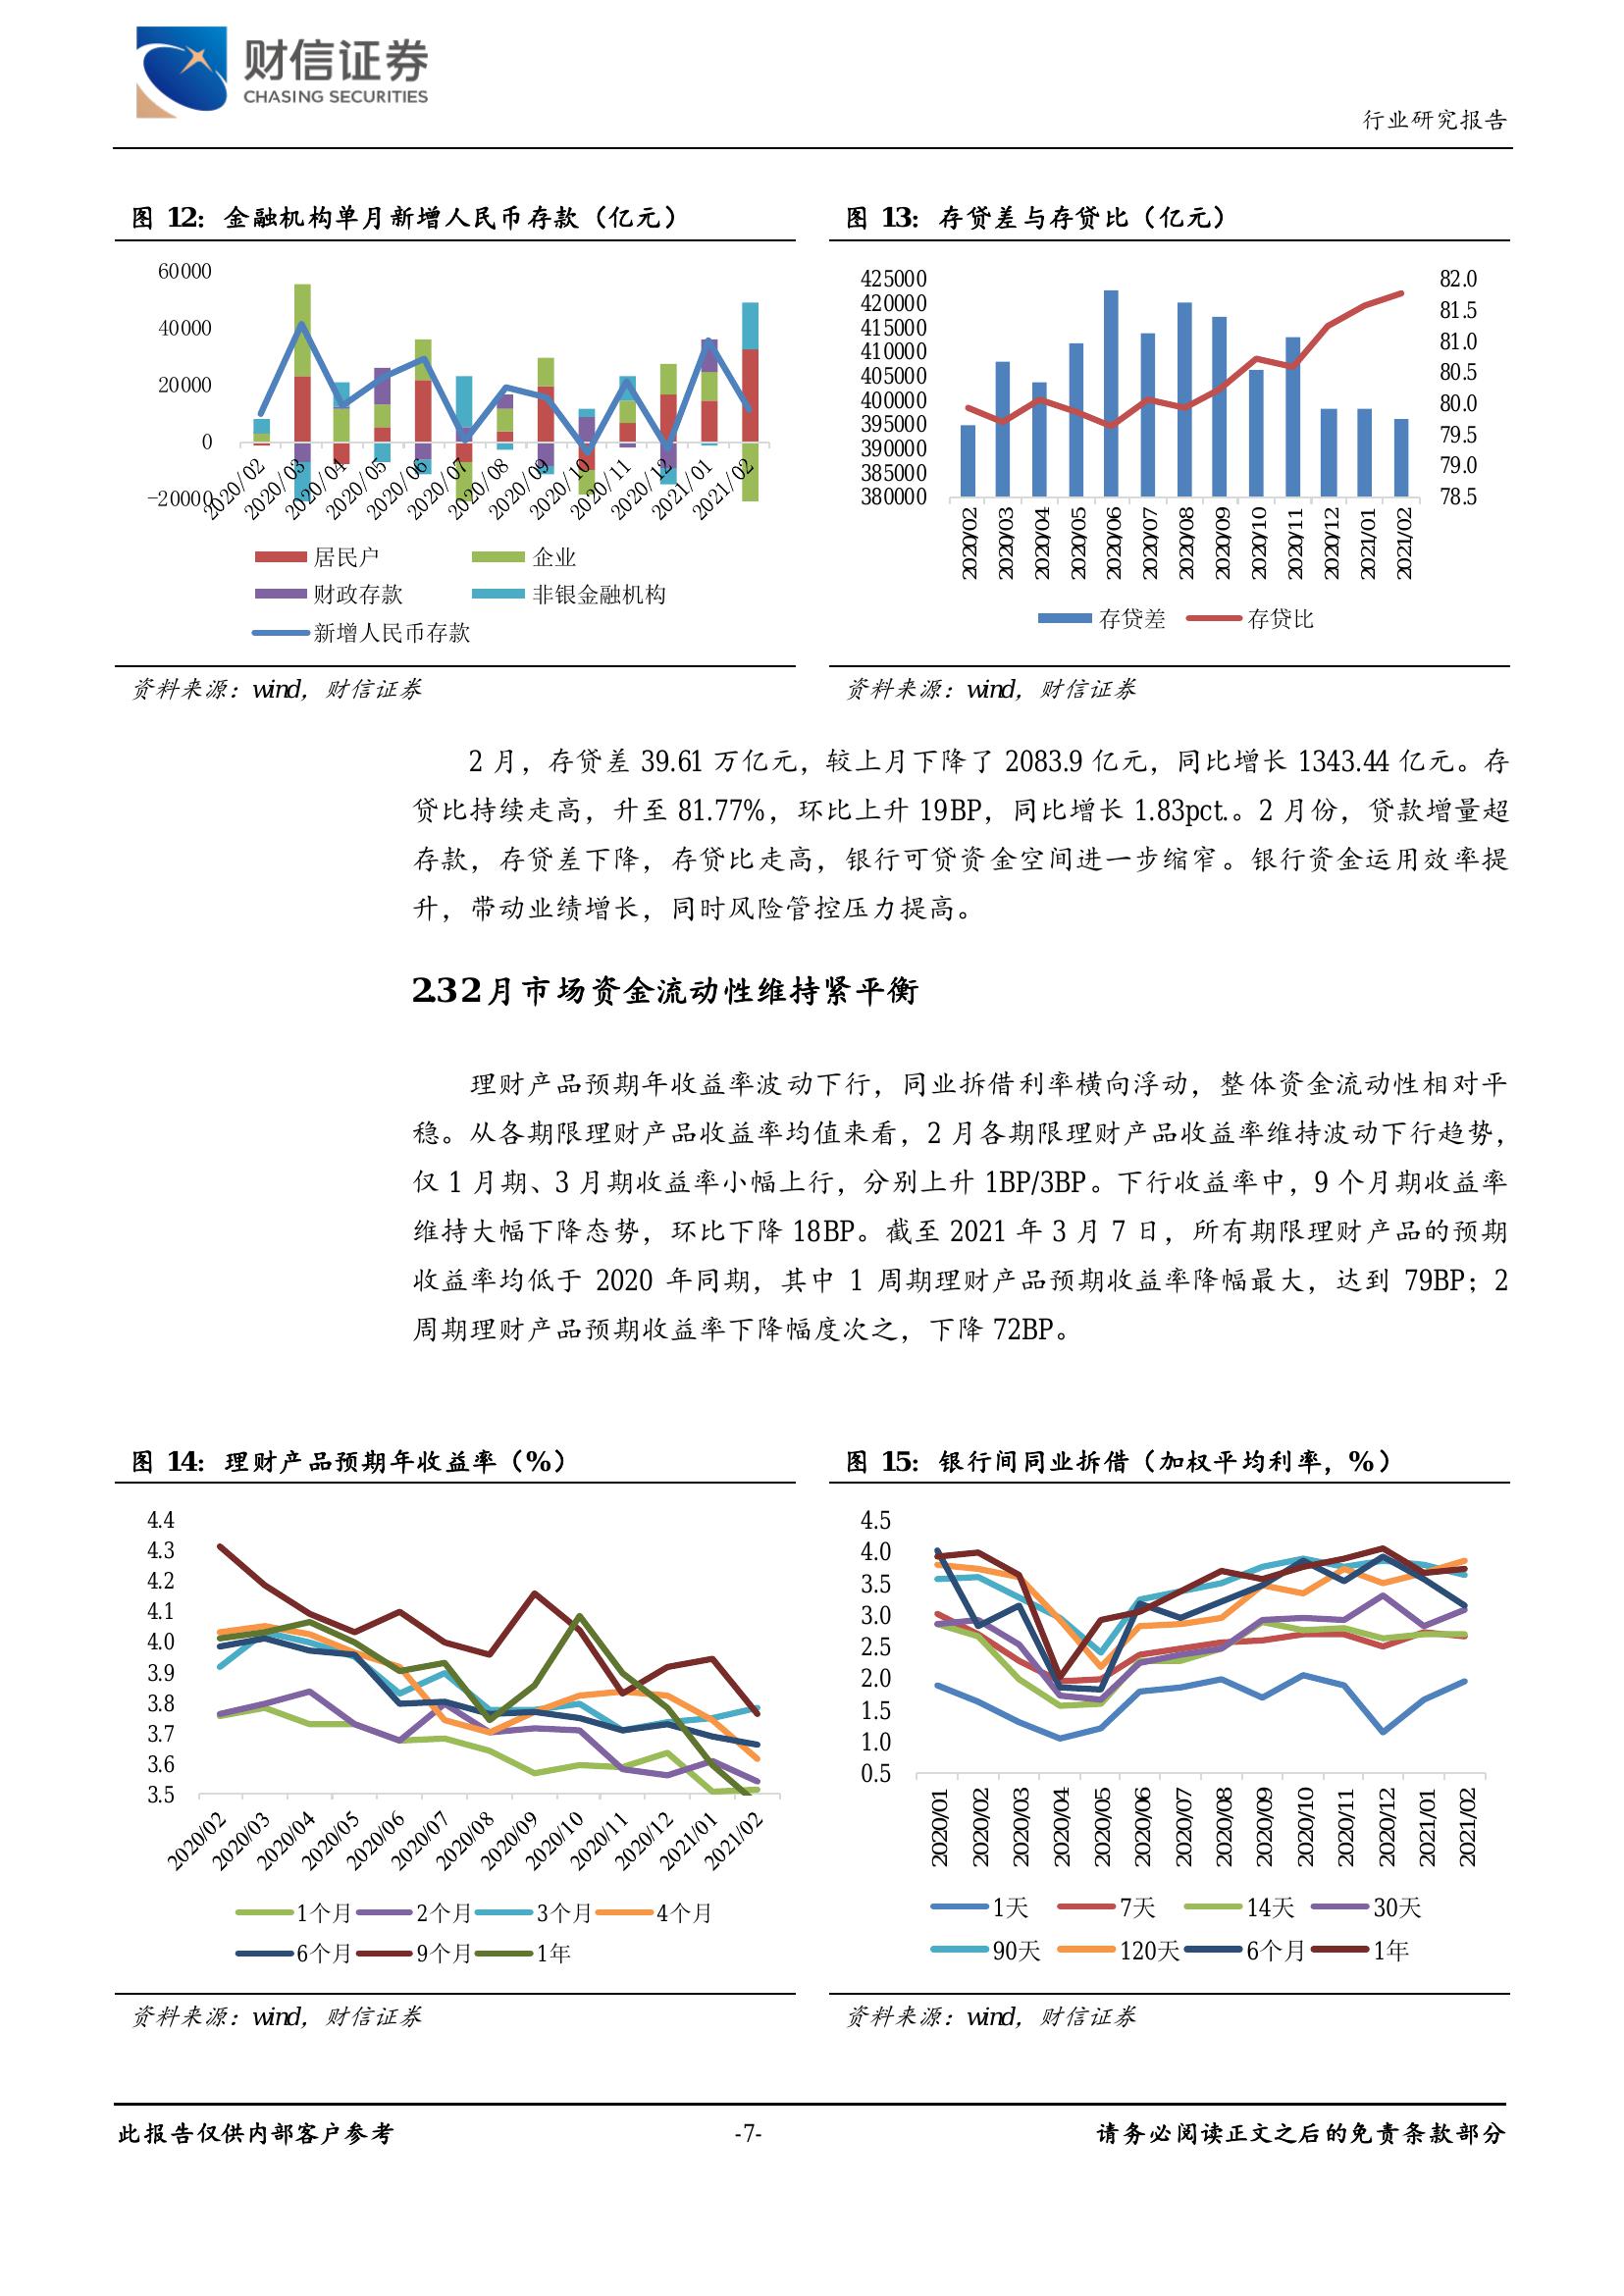 财信证券
CHASING SECURITIES
行业研究报告
图 12：金融机构单月新增人民币存款（亿元）
60000
40000
20000
0
-20000
2020/02 2020/03 2020/04 2020/05 2020/06 2020/07 2020/08 2020/09 2020/10 2020/11 2020/12 2021/01 2021/02
居民户 企业
财政存款 非银金融机构
新增人民币存款
资料来源：wind，财信证券
图 13：存贷差与存贷比（亿元）
425000 82.0
420000 81.5
415000 81.0
410000 80.5
405000 80.0
400000 79.5
395000 79.0
390000 78.5
385000
380000
2020/02 2020/03 2020/04 2020/05 2020/06 2020/07 2020/08 2020/09 2020/10 2020/11 2020/12 2021/01 2021/02
存贷差 存贷比
资料来源：wind，财信证券
2 月，存贷差 39.61 万亿元，较上月下降了 2083.9 亿元，同比增长 1343.44 亿元。存
贷比持续走高，升至 81.77%，环比上升 19BP，同比增长 1.83pct.。2 月份，贷款增量超
存款，存贷差下降，存贷比走高，银行可贷资金空间进一步缩窄。银行资金运用效率提
升，带动业绩增长，同时风险管控压力提高。
2.3 2 月市场资金流动性维持紧平衡
理财产品预期年收益率波动下行，同业拆借利率横向浮动，整体资金流动性相对平
稳。从各期限理财产品收益率均值来看，2 月各期限理财产品收益率维持波动下行趋势，
仅 1 月期、3 月期收益率小幅上行，分别上升 1BP/3BP。下行收益率中，9 个月期收益率
维持大幅下降态势，环比下降 18BP。截至 2021 年 3 月 7 日，所有期限理财产品的预期
收益率均低于 2020 年同期，其中 1 周期理财产品预期收益率降幅最大，达到 79BP；2
周期理财产品预期收益率下降幅度次之，下降 72BP。
图 14：理财产品预期年收益率（%）
4.4
4.3
4.2
4.1
4.0
3.9
3.8
3.7
3.6
3.5
2020/02 2020/03 2020/04 2020/05 2020/06 2020/07 2020/08 2020/09 2020/10 2020/11 2020/12 2021/01 2021/02
1个月 2个月 3个月 4个月
6个月 9个月 1年
资料来源：wind，财信证券
图 15：银行间同业拆借（加权平均利率，%）
4.5
4.0
3.5
3.0
2.5
2.0
1.5
1.0
0.5
2020/01 2020/02 2020/03 2020/04 2020/05 2020/06 2020/07 2020/08 2020/09 2020/10 2020/11 2020/12 2021/01 2021/02
1天 7天 14天 30天
90天 120天 6个月 1年
资料来源：wind，财信证券
此报告仅供内部客户参考 -7- 请务必阅读正文之后的免责条款部分